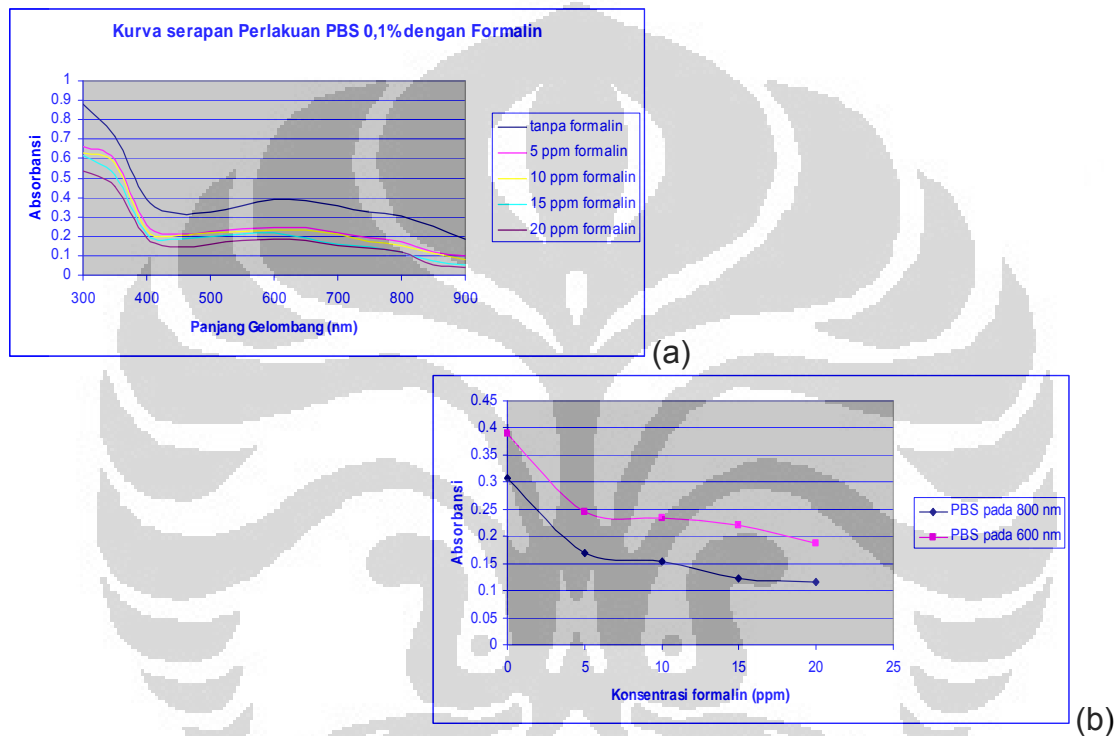 Kurva serapan Perlakuan PBS 0,1% dengan Formalin
1
0.9
0.8
0.7
0.6
0.5
0.4
0.3
0.2
0.1
0
Absorbansi
300 400 500 600 700 800 900
Panjang Gelombang (nm)
tanpa formalin
5 ppm formalin
10 ppm formalin
15 ppm formalin
20 ppm formalin
(a)
0.45
0.4
0.35
0.3
0.25
0.2
0.15
0.1
0.05
0
Absorbansi
0 5 10 15 20 25
Konsentrasi formalin (ppm)
PBS pada 800 nm
PBS pada 600 nm
(b)